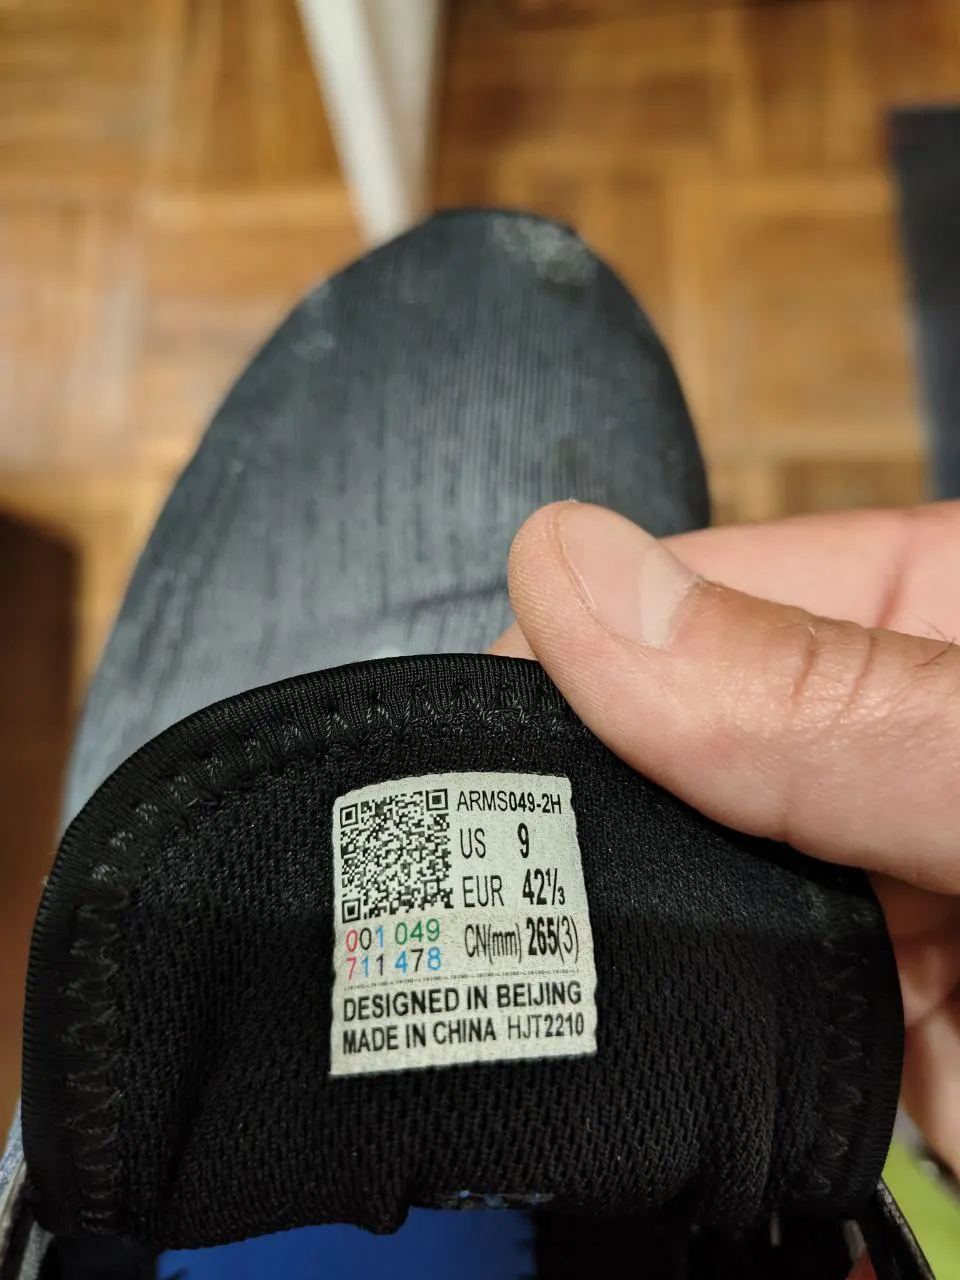 ARMS049-2H
US 9
EUR 42⅓
CN(mm) 265(3)
001 049
711 478
DESIGNED IN BEIJING
MADE IN CHINA HJT2210